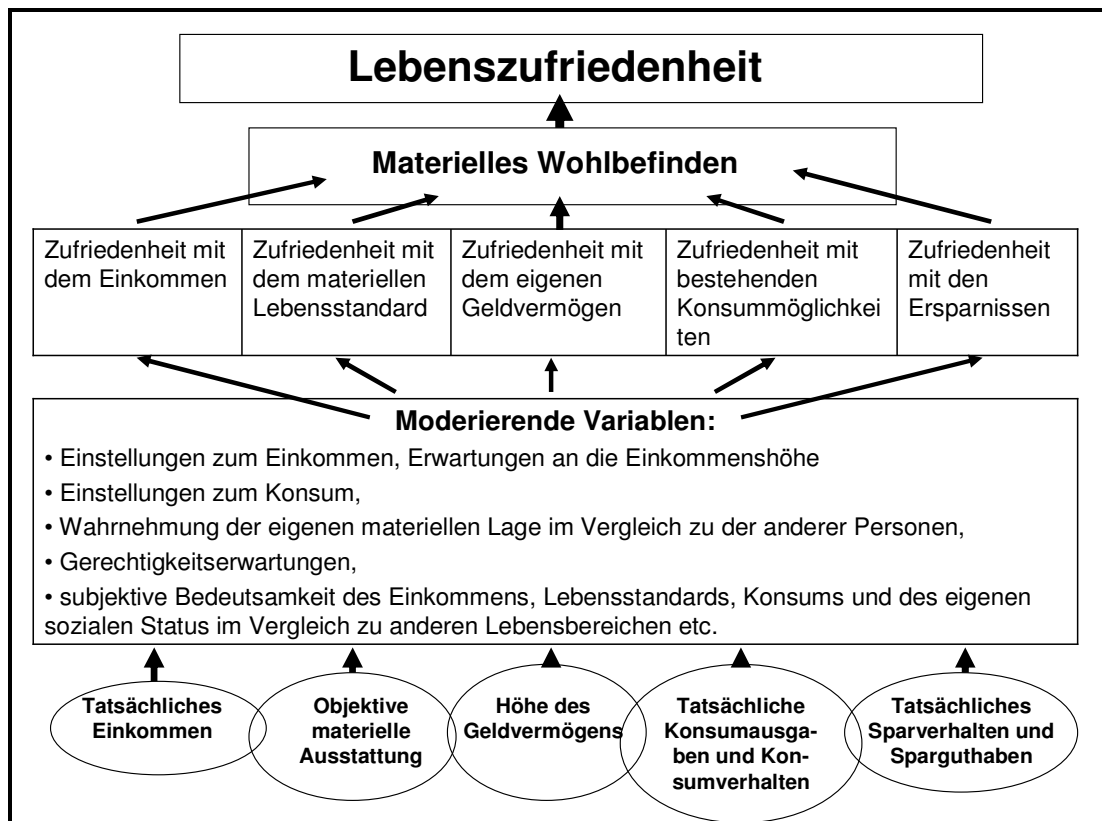 Lebenszufriedenheit
Materielles Wohlbefinden
Zufriedenheit mit
dem Einkommen
Zufriedenheit mit
dem materiellen
Lebensstandard
Zufriedenheit mit
dem eigenen
Geldvermögen
Zufriedenheit mit
bestehenden
Konsummöglichkei
ten
Zufriedenheit
mit den
Ersparnissen
Moderierende Variablen:
• Einstellungen zum Einkommen, Erwartungen an die Einkommenshöhe
• Einstellungen zum Konsum,
• Wahrnehmung der eigenen materiellen Lage im Vergleich zu der anderer Personen,
• Gerechtigkeitserwartungen,
• subjektive Bedeutsamkeit des Einkommens, Lebensstandards, Konsums und des eigenen
sozialen Status im Vergleich zu anderen Lebensbereichen etc.
Tatsächliches
Einkommen
Objektive
materielle
Ausstattung
Höhe des
Geldvermögens
Tatsächliche
Konsumausga-
ben und Kon-
sumverhalten
Tatsächliches
Sparverhalten und
Sparguthaben